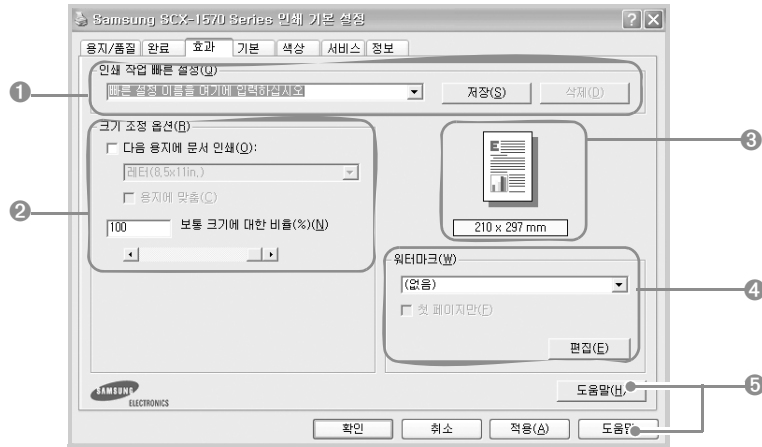 Samsung SCX-1570 Series 인쇄 기본 설정
용지/품질 완료 효과 기본 색상 서비스 정보
인쇄 작업 빠른 설정(Q)
빠른 설정 이름을 여기에 입력하십시오
저장(S) 삭제(D)
1
크기 조정 옵션(R)
다음 용지에 문서 인쇄(O):
레터(8,5x11in,)
용지에 맞춤(C)
100 보통 크기에 대한 비율(%)(N)
2
E
210 x 297 mm
3
워터마크(W)
(없음)
첫 페이지만(F)
편집(E)
4
SAMSUNG
ELECTRONICS
도움말(H)
5
확인 취소 적용(A) 도움말